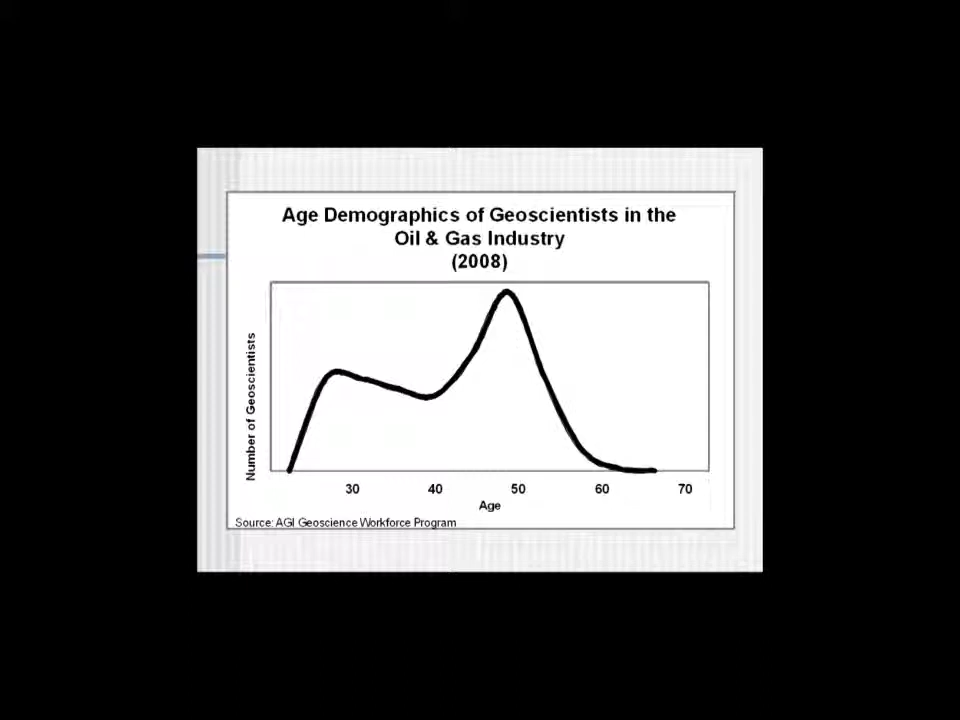 Age Demographics of Geoscientists in the
Oil & Gas Industry
(2008)
Number of Geoscientists
30 40 50 60 70
Age
Source: AGI Geoscience Workforce Program